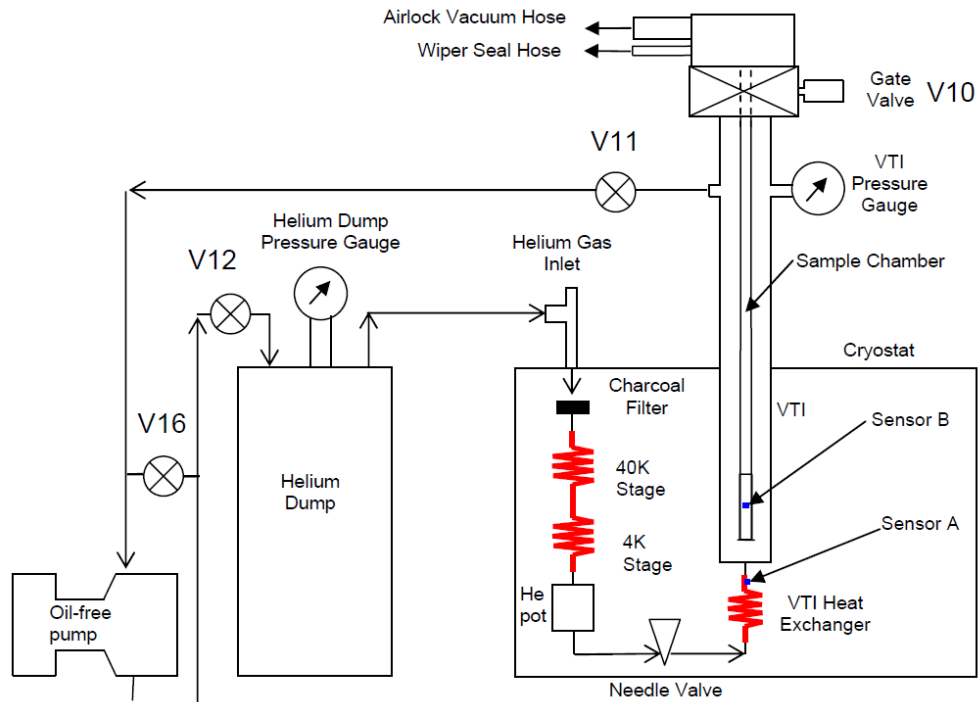 Airlock Vacuum Hose
Wiper Seal Hose
Gate
Valve
V10
V11
VTI
Pressure
Gauge
Helium Dump
Pressure Gauge
Helium Gas
Inlet
V12
Sample Chamber
Cryostat
Charcoal
Filter
VTI
Sensor B
V16
40K
Stage
Helium
Dump
4K
Stage
Sensor A
He
pot
VTI Heat
Exchanger
Oil-free
pump
Needle Valve